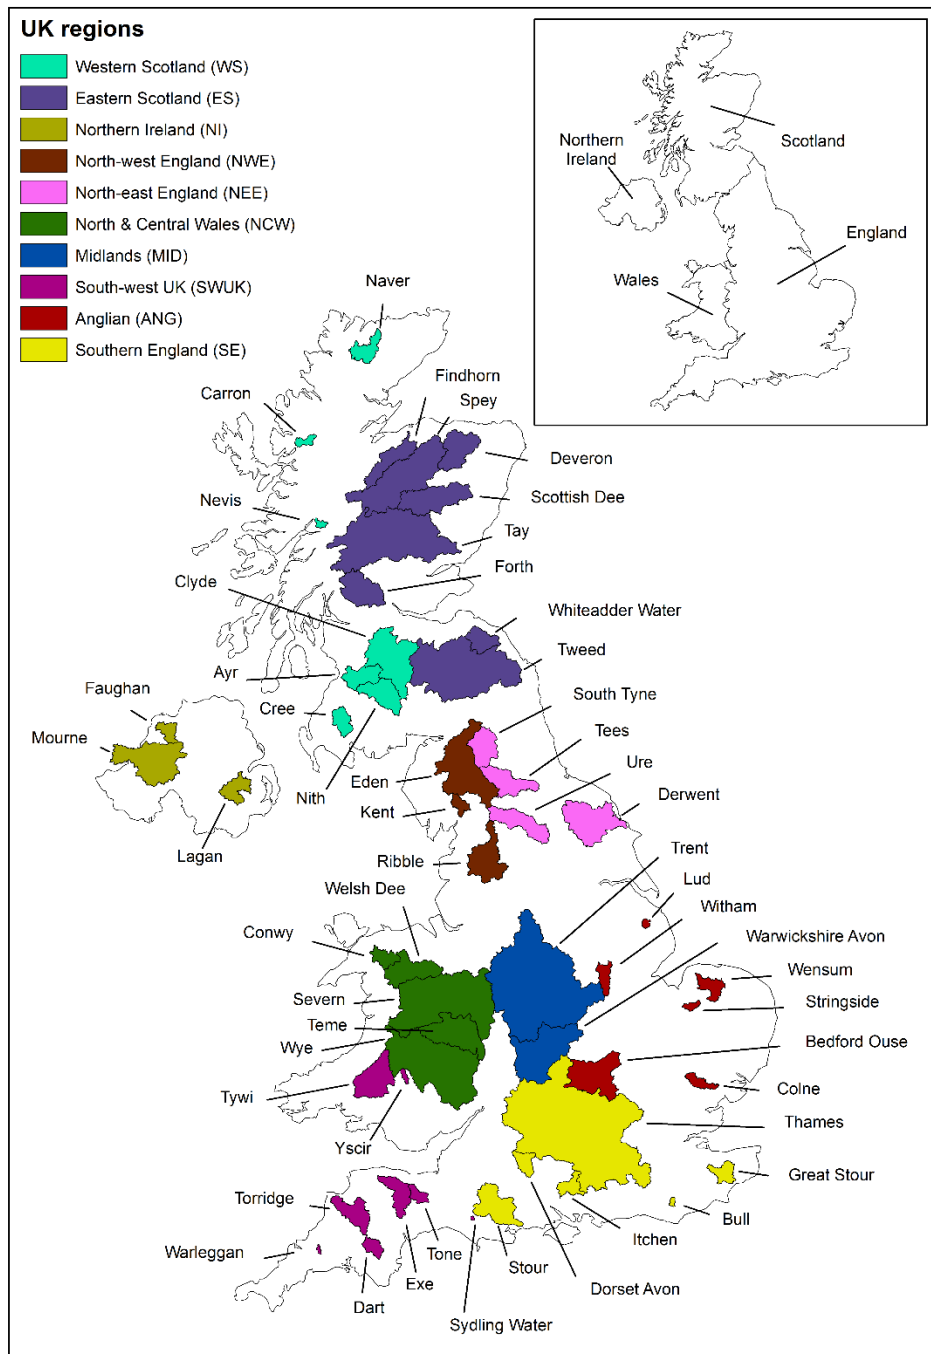 UK regions
Western Scotland (WS)
Eastern Scotland (ES)
Northern Ireland (NI)
North-west England (NWE)
North-east England (NEE)
North & Central Wales (NCW)
Midlands (MID)
South-west UK (SWUK)
Anglian (ANG)
Southern England (SE)
Northern
Ireland
Scotland
England
Wales
Naver
Findhorn
Spey
Carron
Deveron
Scottish Dee
Nevis
Tay
Forth
Clyde
Whiteadder Water
Tweed
Ayr
Faughan
South Tyne
Cree
Mourne
Tees
Ure
Eden
Nith
Derwent
Kent
Lagan
Ribble
Trent
Lud
Welsh Dee
Witham
Conwy
Warwickshire Avon
Wensum
Severn
Stringside
Teme
Bedford Ouse
Wye
Tywi
Colne
Thames
Yscir
Great Stour
Torridge
Bull
Itchen
Warleggan
Tone
Stour
Exe
Dorset Avon
Dart
Sydling Water